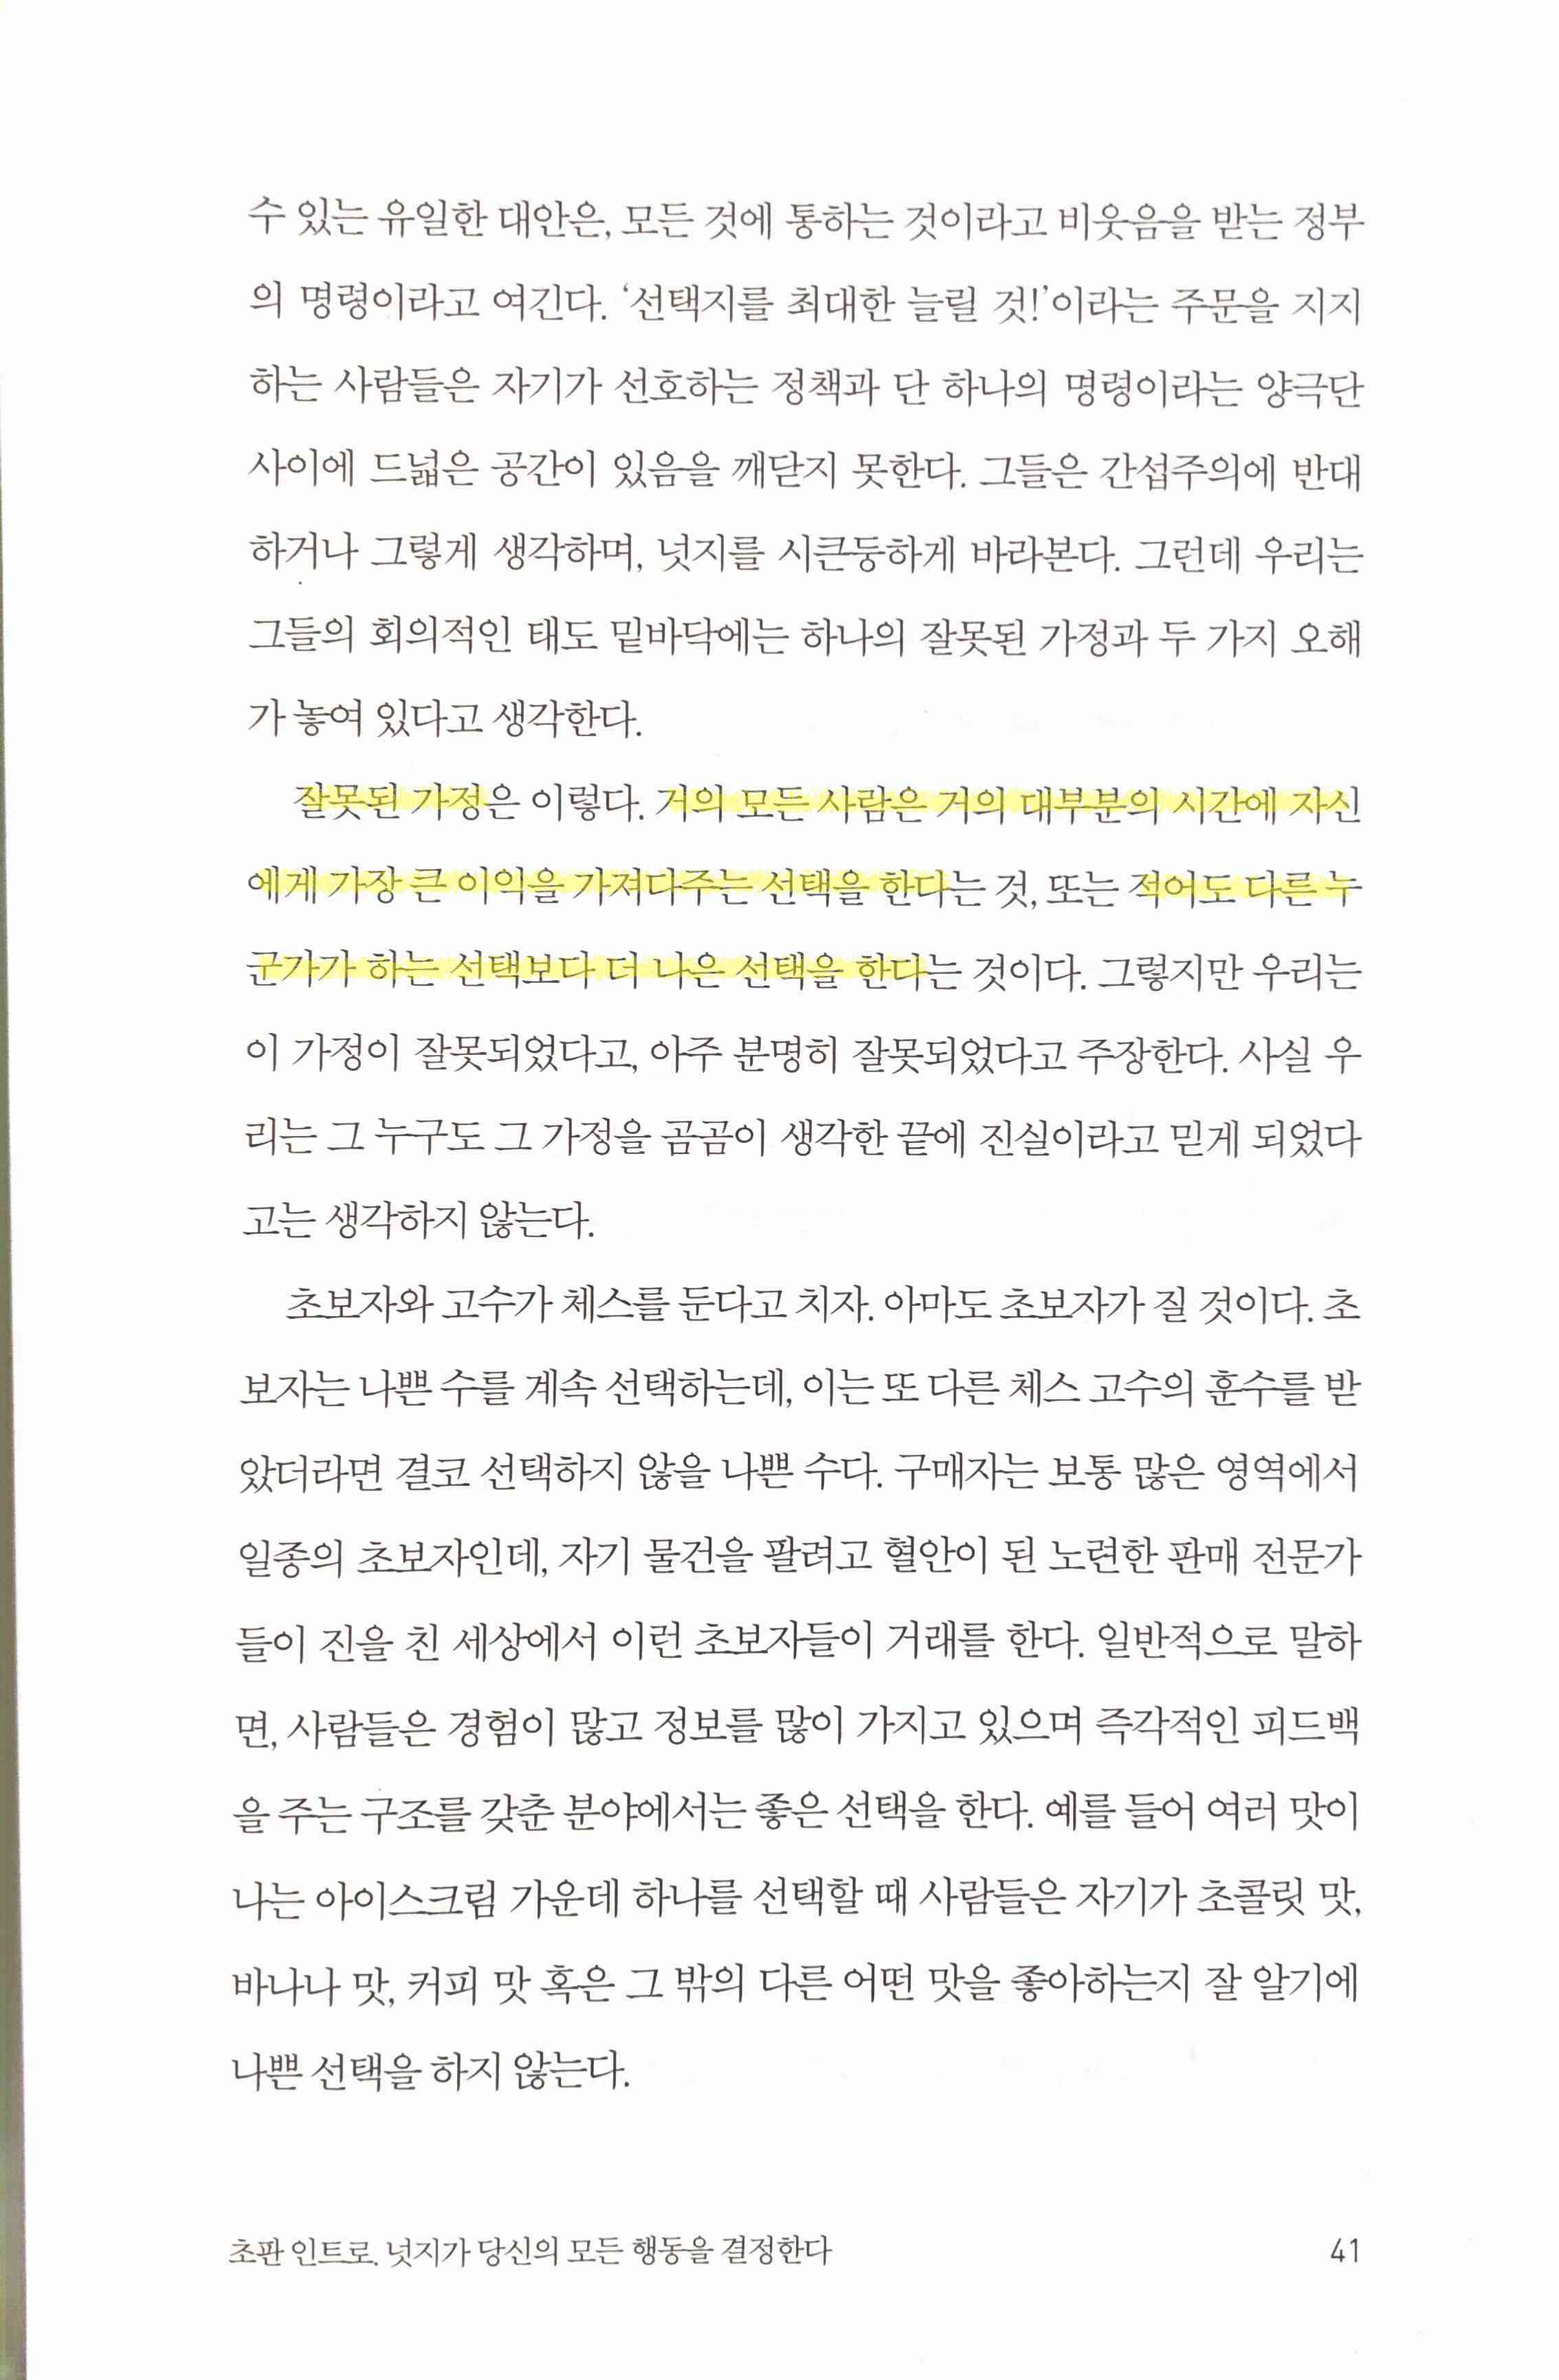 수 있는 유일한 대안은, 모든 것에 통하는 것이라고 비웃음을 받는 정부
의 명령이라고 여긴다. ‘선택지를 최대한 늘릴 것!’이라는 주문을 지지
하는 사람들은 자기가 선호하는 정책과 단 하나의 명령이라는 양극단
사이에 드넓은 공간이 있음을 깨닫지 못한다. 그들은 간섭주의에 반대
하거나 그렇게 생각하며, 넛지를 시큰둥하게 바라본다. 그런데 우리는
그들의 회의적인 태도 밑바닥에는 하나의 잘못된 가정과 두 가지 오해
가 놓여 있다고 생각한다.
잘못된 가정은 이렇다. 거의 모든 사람은 거의 대부분의 시간에 자신
에게 가장 큰 이익을 가져다주는 선택을 한다는 것, 또는 적어도 다른 누
군가가 하는 선택보다 더 나은 선택을 한다는 것이다. 그렇지만 우리는
이 가정이 잘못되었다고, 아주 분명히 잘못되었다고 주장한다. 사실 우
리는 그 누구도 그 가정을 곰곰이 생각한 끝에 진실이라고 믿게 되었다
고는 생각하지 않는다.
초보자와 고수가 체스를 둔다고 치자. 아마도 초보자가 질 것이다. 초
보자는 나쁜 수를 계속 선택하는데, 이는 또 다른 체스 고수의 훈수를 받
았더라면 결코 선택하지 않을 나쁜 수다. 구매자는 보통 많은 영역에서
일종의 초보자인데, 자기 물건을 팔려고 혈안이 된 노련한 판매 전문가
들이 진을 친 세상에서 이런 초보자들이 거래를 한다. 일반적으로 말하
면, 사람들은 경험이 많고 정보를 많이 가지고 있으며 즉각적인 피드백
을 주는 구조를 갖춘 분야에서는 좋은 선택을 한다. 예를 들어 여러 맛이
나는 아이스크림 가운데 하나를 선택할 때 사람들은 자기가 초콜릿 맛,
바나나 맛, 커피 맛 혹은 그 밖의 다른 어떤 맛을 좋아하는지 잘 알기에
나쁜 선택을 하지 않는다.
초판 인트로. 넛지가 당신의 모든 행동을 결정한다
41